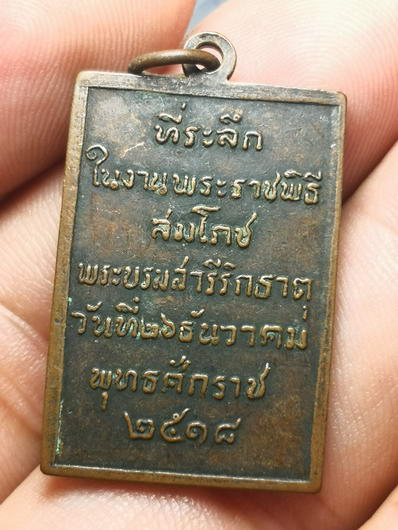 ที่ระลึก
ในงานพระราชพิธี
สมโภช
พระบรมสารีริกธาตุ
วันที่๒๖ธันวาคม
พุทธศักราช
๒๕๑๘